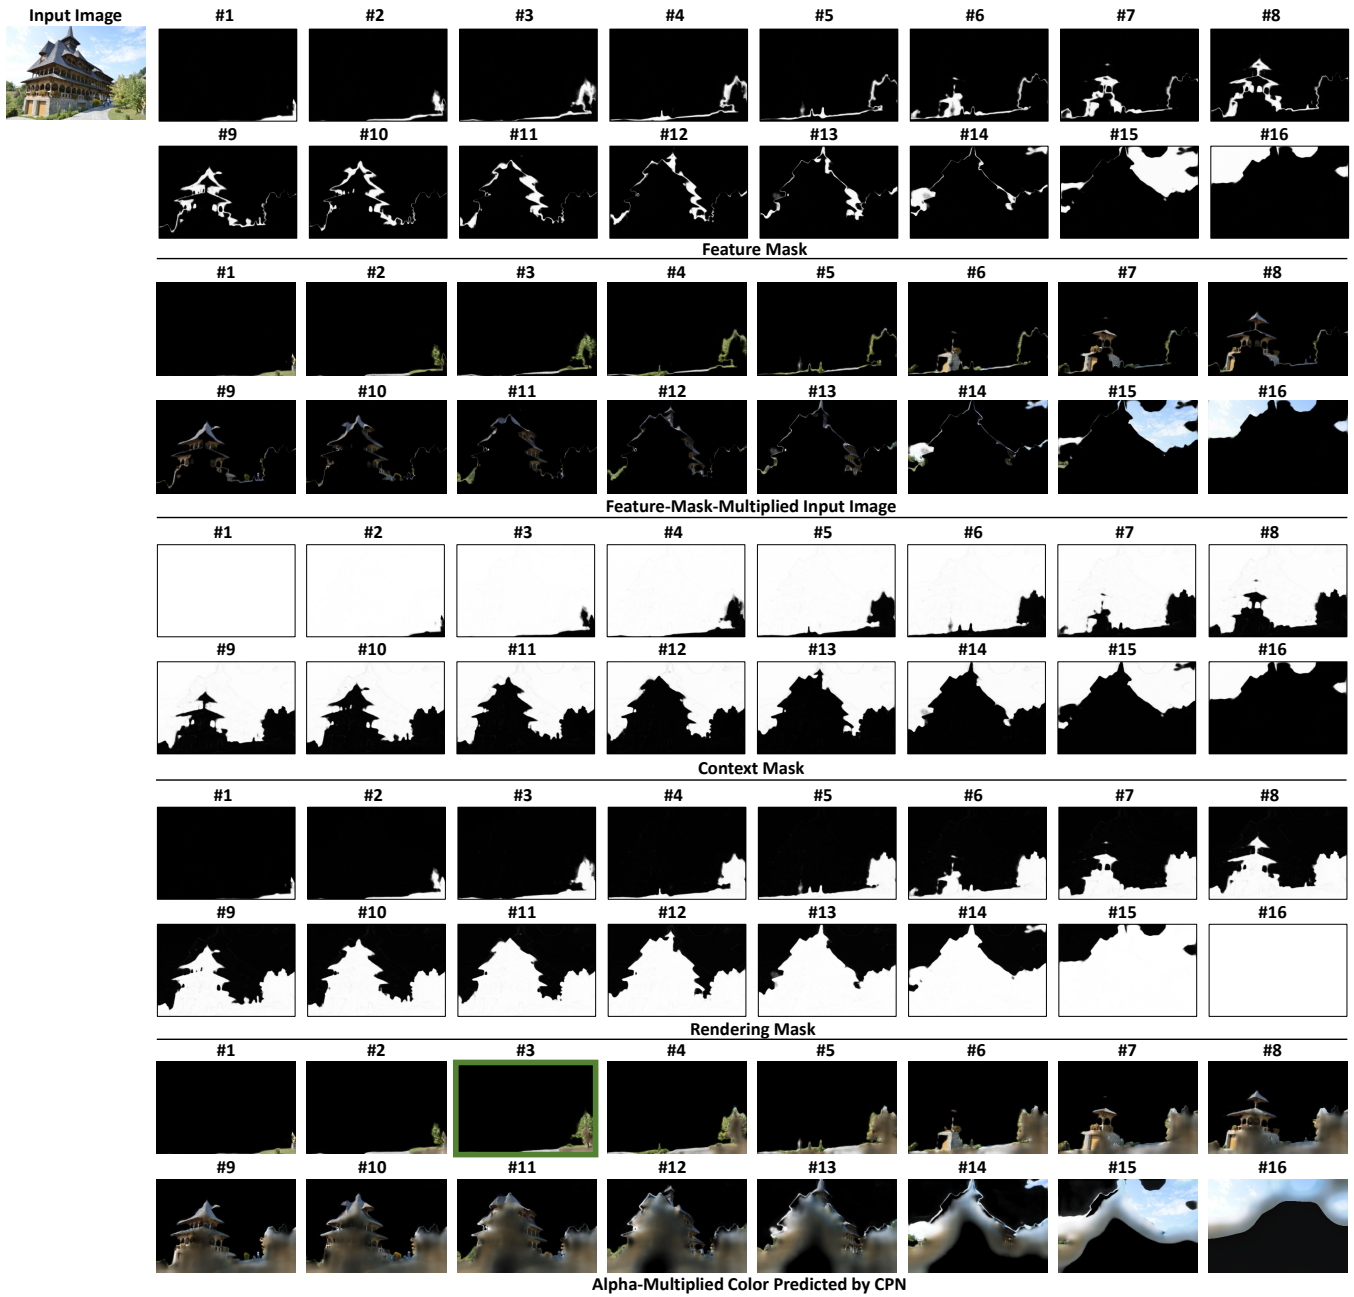 Input Image #1 #2 #3 #4 #5 #6 #7 #8
#9 #10 #11 #12 #13 #14 #15 #16
Feature Mask
#1 #2 #3 #4 #5 #6 #7 #8
#9 #10 #11 #12 #13 #14 #15 #16
Feature-Mask-Multiplied Input Image
#1 #2 #3 #4 #5 #6 #7 #8
#9 #10 #11 #12 #13 #14 #15 #16
Context Mask
#1 #2 #3 #4 #5 #6 #7 #8
#9 #10 #11 #12 #13 #14 #15 #16
Rendering Mask
#1 #2 #3 #4 #5 #6 #7 #8
#9 #10 #11 #12 #13 #14 #15 #16
Alpha-Multiplied Color Predicted by CPN